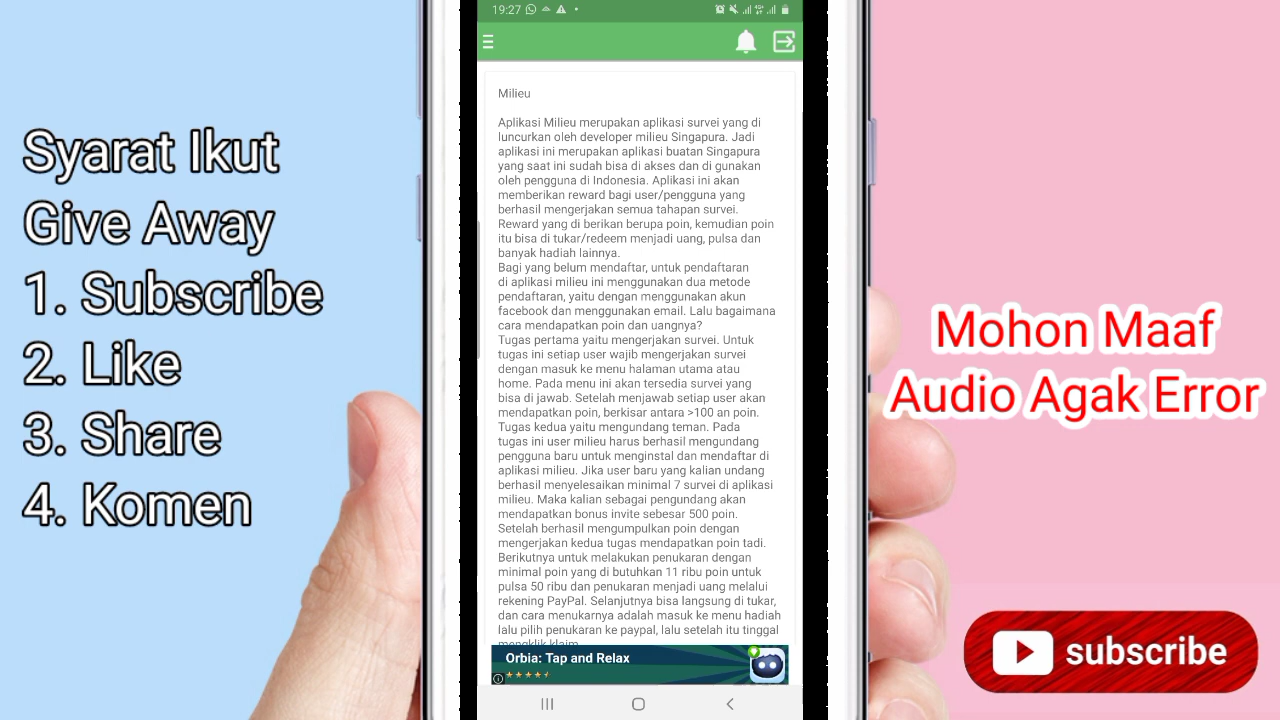 Syarat Ikut
Give Away
1. Subscribe
2. Like
3. Share
4. Komen
19:27
Milieu
Aplikasi Milieu merupakan aplikasi survei yang di
luncurkan oleh developer milieu Singapura. Jadi
aplikasi ini merupakan aplikasi buatan Singapura
yang saat ini sudah bisa di akses dan di gunakan
oleh pengguna di Indonesia. Aplikasi ini akan
memberikan reward bagi user/pengguna yang
berhasil mengerjakan semua tahapan survei.
Reward yang di berikan berupa poin, kemudian poin
itu bisa di tukar/redeem menjadi uang, pulsa dan
banyak hadiah lainnya.
Bagi yang belum mendaftar, untuk pendaftaran
di aplikasi milieu ini menggunakan dua metode
pendaftaran, yaitu dengan menggunakan akun
facebook dan menggunakan email. Lalu bagaimana
cara mendapatkan poin dan uangnya?
Tugas pertama yaitu mengerjakan survei. Untuk
tugas ini setiap user wajib mengerjakan survei
dengan masuk ke menu halaman utama atau
home. Pada menu ini akan tersedia survei yang
bisa di jawab. Setelah menjawab setiap user akan
mendapatkan poin, berkisar antara >100 an poin.
Tugas kedua yaitu mengundang teman. Pada
tugas ini user milieu harus berhasil mengundang
pengguna baru untuk menginstal dan mendaftar di
aplikasi milieu. Jika user baru yang kalian undang
berhasil menyelesaikan minimal 7 survei di aplikasi
milieu. Maka kalian sebagai pengundang akan
mendapatkan bonus invite sebesar 500 poin.
Setelah berhasil mengumpulkan poin dengan
mengerjakan kedua tugas mendapatkan poin tadi.
Berikutnya untuk melakukan penukaran dengan
minimal poin yang di butuhkan 11 ribu poin untuk
pulsa 50 ribu dan penukaran menjadi uang melalui
rekening PayPal. Selanjutnya bisa langsung di tukar,
dan cara menukarnya adalah masuk ke menu hadiah
lalu pilih penukaran ke paypal, lalu setelah itu tinggal
mengklik klaim
Orbia: Tap and Relax
Mohon Maaf
Audio Agak Error
subscribe